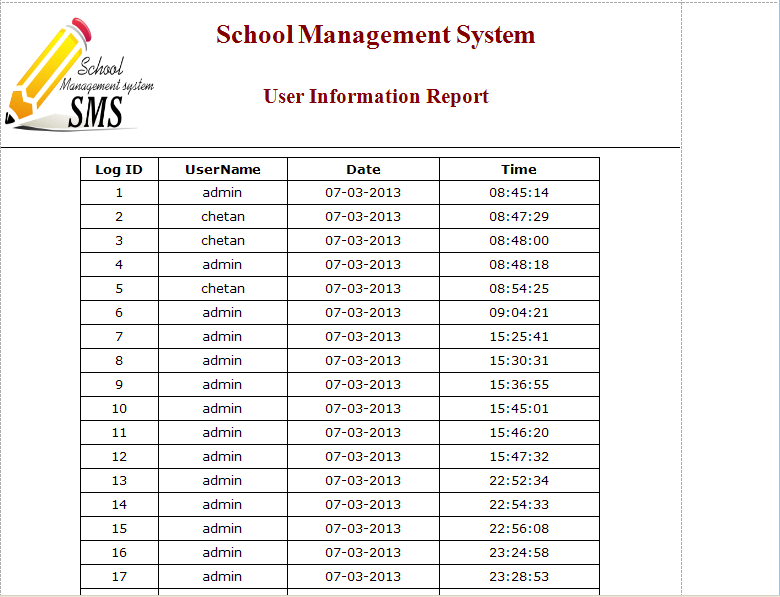 School Management System
School
Management system
SMS
User Information Report
Log ID UserName Date Time
1 admin 07-03-2013 08:45:14
2 chetan 07-03-2013 08:47:29
3 chetan 07-03-2013 08:48:00
4 admin 07-03-2013 08:48:18
5 chetan 07-03-2013 08:54:25
6 admin 07-03-2013 09:04:21
7 admin 07-03-2013 15:25:41
8 admin 07-03-2013 15:30:31
9 admin 07-03-2013 15:36:55
10 admin 07-03-2013 15:45:01
11 admin 07-03-2013 15:46:20
12 admin 07-03-2013 15:47:32
13 admin 07-03-2013 22:52:34
14 admin 07-03-2013 22:54:33
15 admin 07-03-2013 22:56:08
16 admin 07-03-2013 23:24:58
17 admin 07-03-2013 23:28:53